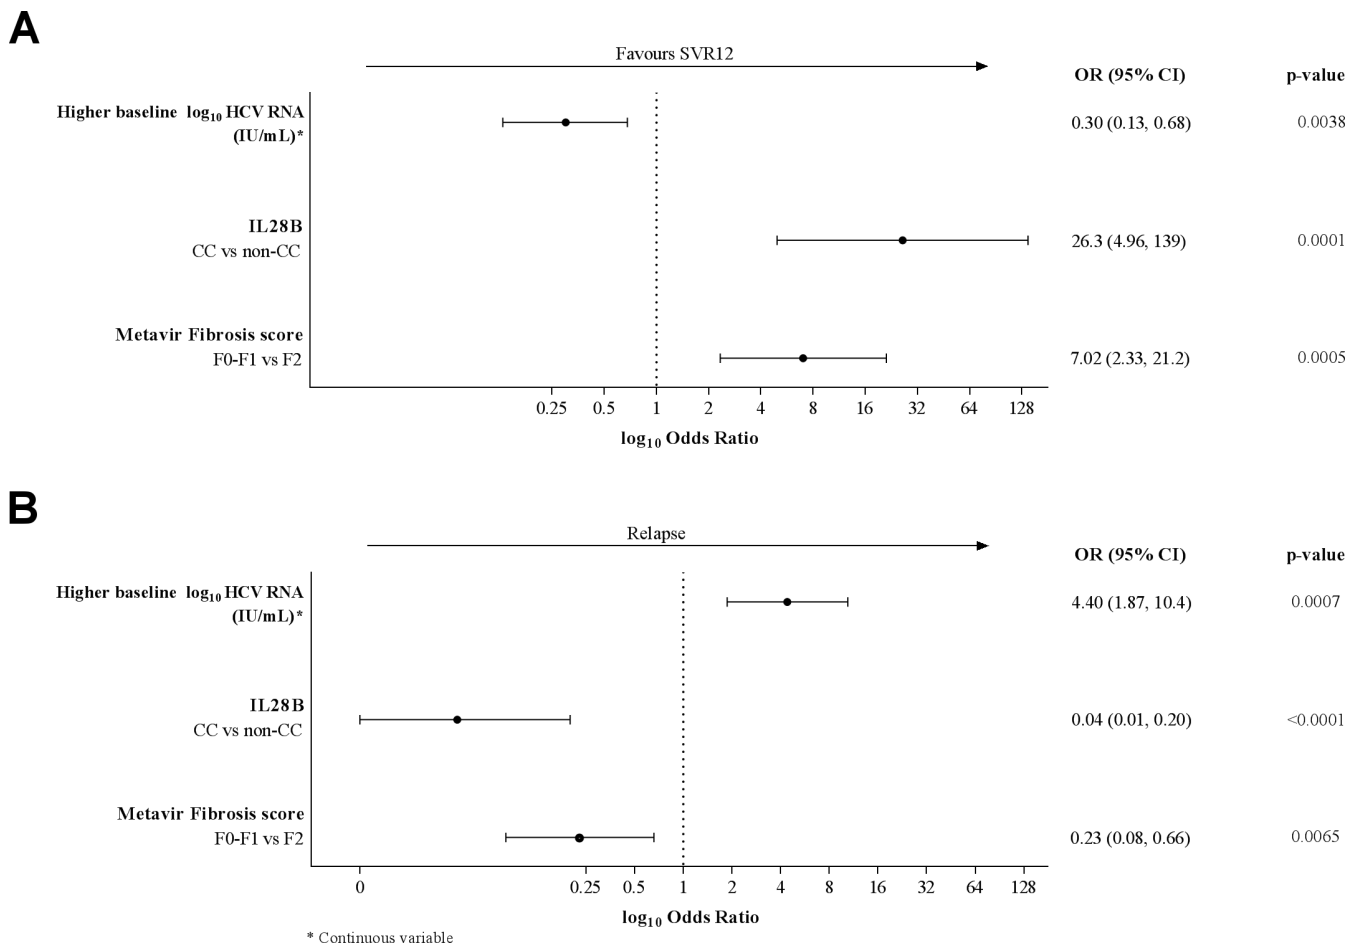 A
Favours SVR12
OR (95% CI) p-value
Higher baseline log10 HCV RNA
(IU/mL)*
0.30 (0.13, 0.68) 0.0038
IL28B
CC vs non-CC
26.3 (4.96, 139) 0.0001
Metavir Fibrosis score
F0-F1 vs F2
7.02 (2.33, 21.2) 0.0005
0.25 0.5 1 2 4 8 16 32 64 128
log10 Odds Ratio
B
Relapse
OR (95% CI) p-value
Higher baseline log10 HCV RNA
(IU/mL)*
4.40 (1.87, 10.4) 0.0007
IL28B
CC vs non-CC
0.04 (0.01, 0.20) <0.0001
Metavir Fibrosis score
F0-F1 vs F2
0.23 (0.08, 0.66) 0.0065
0 0.25 0.5 1 2 4 8 16 32 64 128
log10 Odds Ratio
* Continuous variable